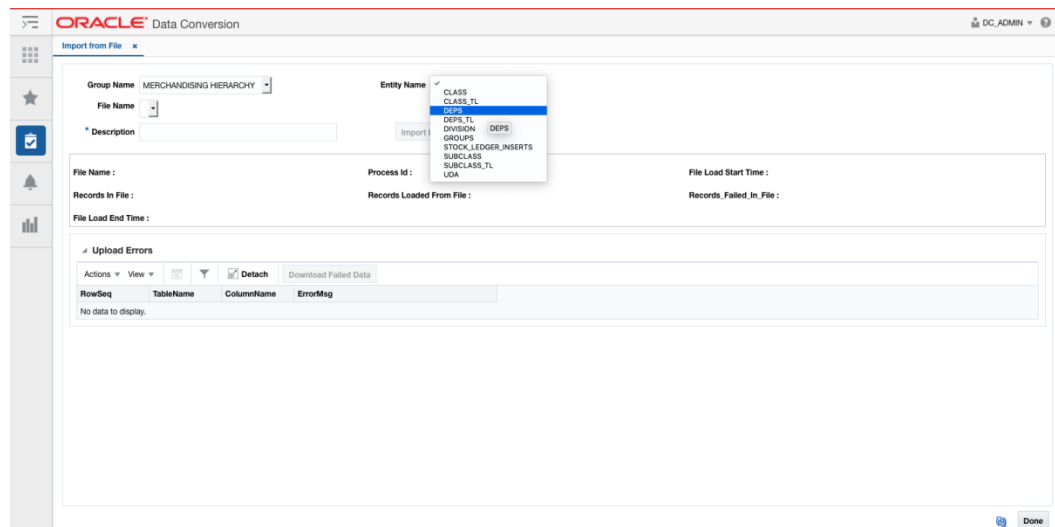 ORACLE Data Conversion
DC_ADMIN
Import from File x
Group Name MERCHANDISING HIERARCHY
Entity Name
File Name
* Description
Import
CLASS
CLASS_TL
DEPS
DEPS_TL
DIVISION
DEPS
GROUPS
STOCK_LEDGER_INSERTS
SUBCLASS
SUBCLASS_TL
UDA
File Name :
Process Id :
File Load Start Time :
Records In File :
Records Loaded From File :
Records_Failed_In_File :
File Load End Time :
Upload Errors
Actions View Detach Download Failed Data
RowSeq TableName ColumnName ErrorMsg
No data to display.
Done